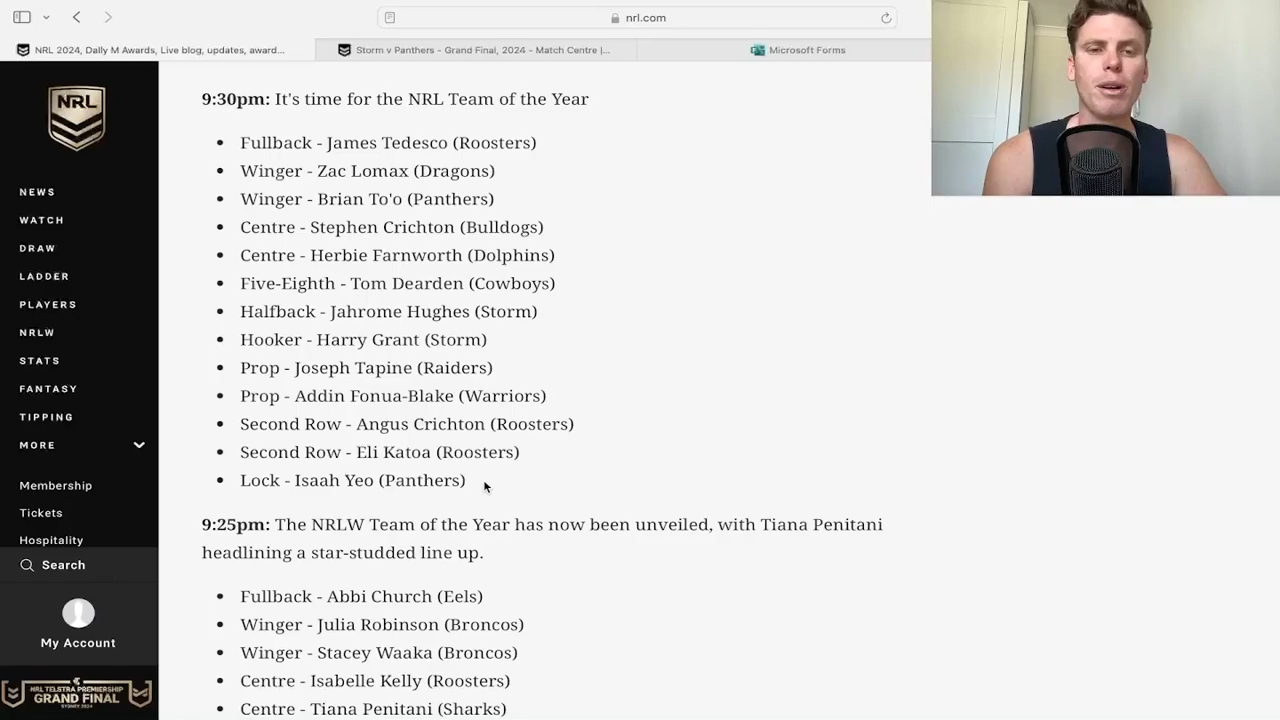 nrl.com
NRL 2024, Dally M Awards, Live blog, updates, award...
Storm v Panthers - Grand Final, 2024 - Match Centre |...
Microsoft Forms
NRL
NEWS
WATCH
DRAW
LADDER
PLAYERS
NRLW
STATS
FANTASY
TIPPING
MORE
Membership
Tickets
Hospitality
Search
My Account
NRL TELSTRA PREMIERSHIP
GRAND FINAL
SYDNEY 2024
9:30pm: It's time for the NRL Team of the Year
• Fullback - James Tedesco (Roosters)
• Winger - Zac Lomax (Dragons)
• Winger - Brian To'o (Panthers)
• Centre - Stephen Crichton (Bulldogs)
• Centre - Herbie Farnworth (Dolphins)
• Five-Eighth - Tom Dearden (Cowboys)
• Halfback - Jahrome Hughes (Storm)
• Hooker - Harry Grant (Storm)
• Prop - Joseph Tapine (Raiders)
• Prop - Addin Fonua-Blake (Warriors)
• Second Row - Angus Crichton (Roosters)
• Second Row - Eli Katoa (Roosters)
• Lock - Isaah Yeo (Panthers)
9:25pm: The NRLW Team of the Year has now been unveiled, with Tiana Penitani
headlining a star-studded line up.
• Fullback - Abbi Church (Eels)
• Winger - Julia Robinson (Broncos)
• Winger - Stacey Waaka (Broncos)
• Centre - Isabelle Kelly (Roosters)
• Centre - Tiana Penitani (Sharks)